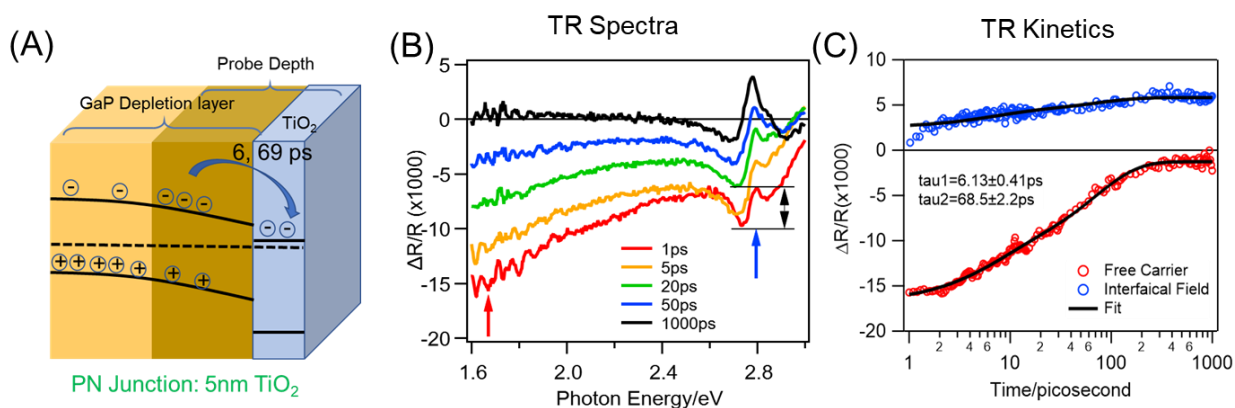 (A)
Probe Depth
GaP Depletion layer
TiO2
6, 69 ps
- - - - -
- -
+ + + + + + +
PN Junction: 5nm TiO2
(B)
TR Spectra
ΔR/R (x1000)
5
0
-5
-10
-15
-20
1ps
5ps
20ps
50ps
1000ps
1.6 2.0 2.4 2.8
Photon Energy/eV
(C)
TR Kinetics
ΔR/R (x1000)
10
5
0
-5
-10
-15
-20
tau1=6.13±0.41ps
tau2=68.5±2.2ps
Free Carrier
Interfaical Field
Fit
1 2 4 6 10 2 4 6 100 2 4 6 1000
Time/picosecond